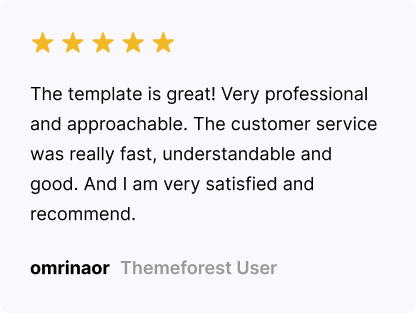 The template is great! Very professional
and approachable. The customer service
was really fast, understandable and
good. And I am very satisfied and
recommend.
omrinaor Themeforest User